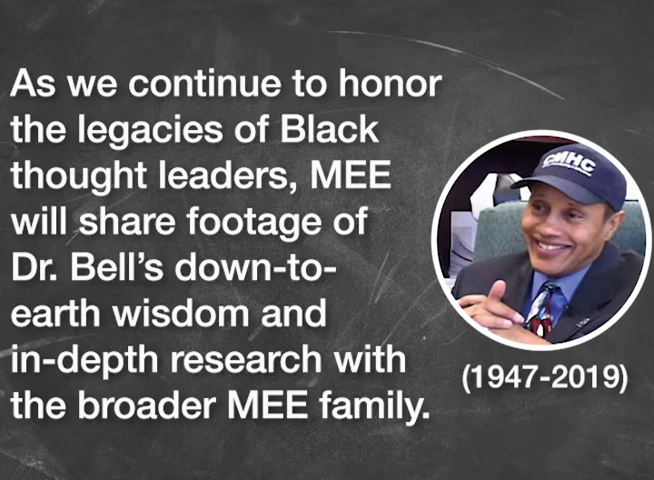 As we continue to honor
the legacies of Black
thought leaders, MEE
will share footage of
Dr. Bell’s down-to-
earth wisdom and
in-depth research with
the broader MEE family.
CMHC
(1947-2019)